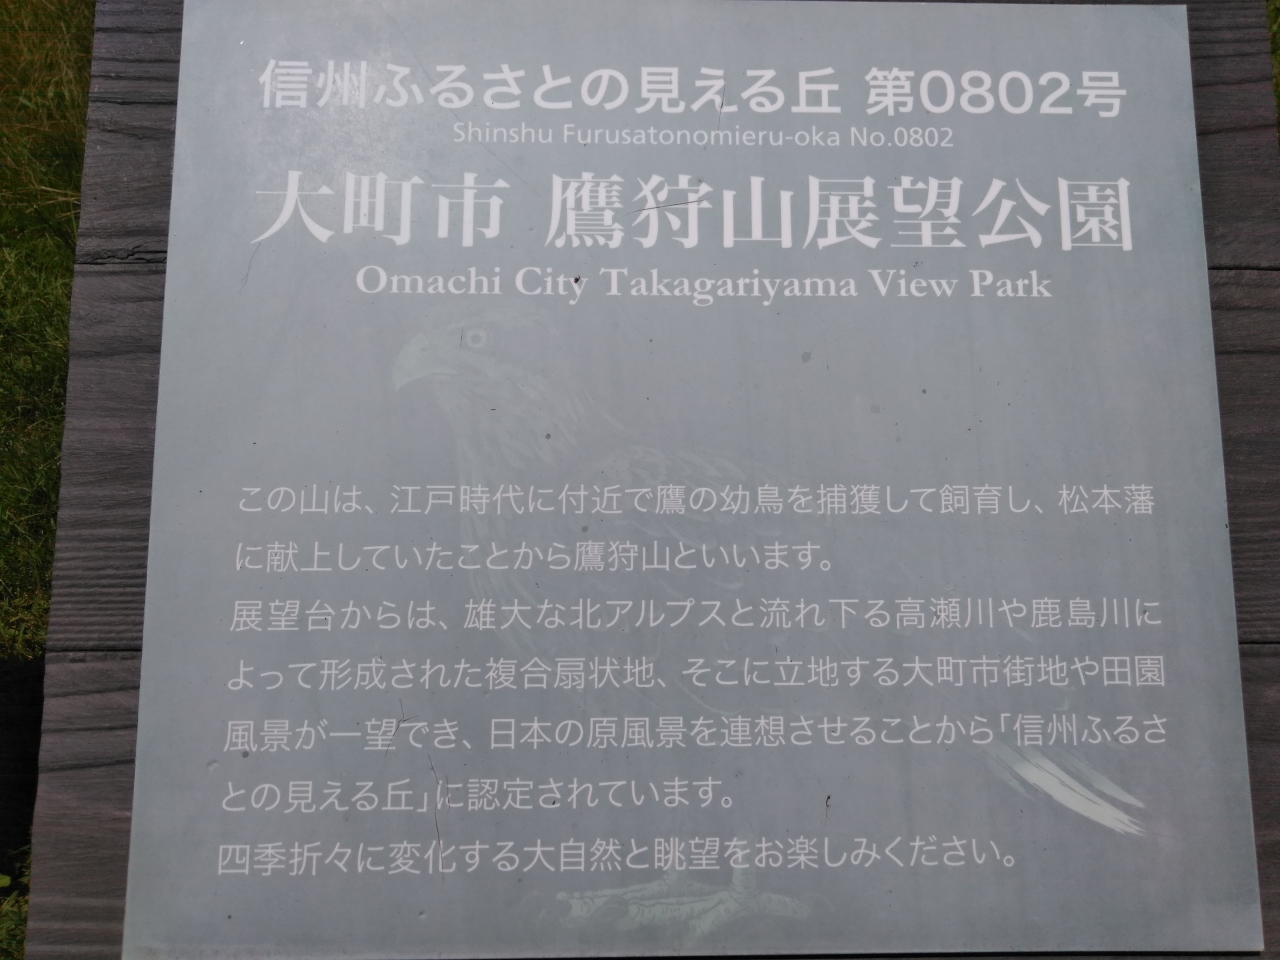 信州ふるさとの見える丘 第0802号
Shinshu Furusatonomieru-oka No.0802
大町市 鷹狩山展望公園
Omachi City Takagariyama View Park
この山は、江戸時代に付近で鷹の幼鳥を捕獲して飼育し、松本藩
に献上していたことから鷹狩山といいます。
展望台からは、雄大な北アルプスと流れ下る高瀬川や鹿島川に
よって形成された複合扇状地、そこに立地する大町市街地や田園
風景が一望でき、日本の原風景を連想させることから「信州ふるさ
との見える丘」に認定されています。
四季折々に変化する大自然と眺望をお楽しみください。